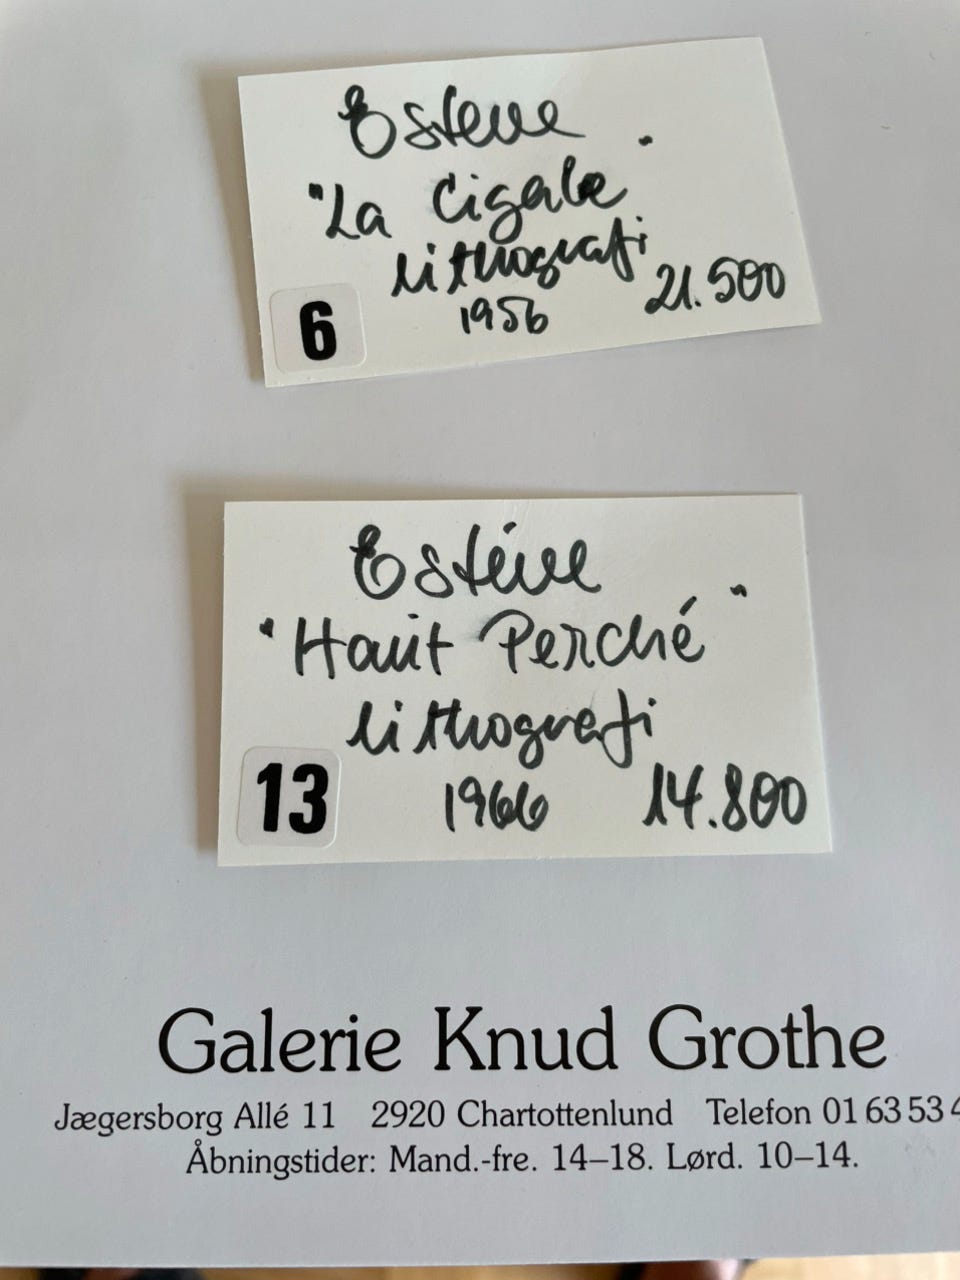 Estève
"La Cigale"
lithografi
1956 21.500
6
Estève
"Haut Perché"
lithografi
1966 14.800
13
Galerie Knud Grothe
Jægersborg Allé 11 2920 Chartottenlund Telefon 01 63 53 4
Åbningstider: Mand.-fre. 14–18. Lørd. 10–14.